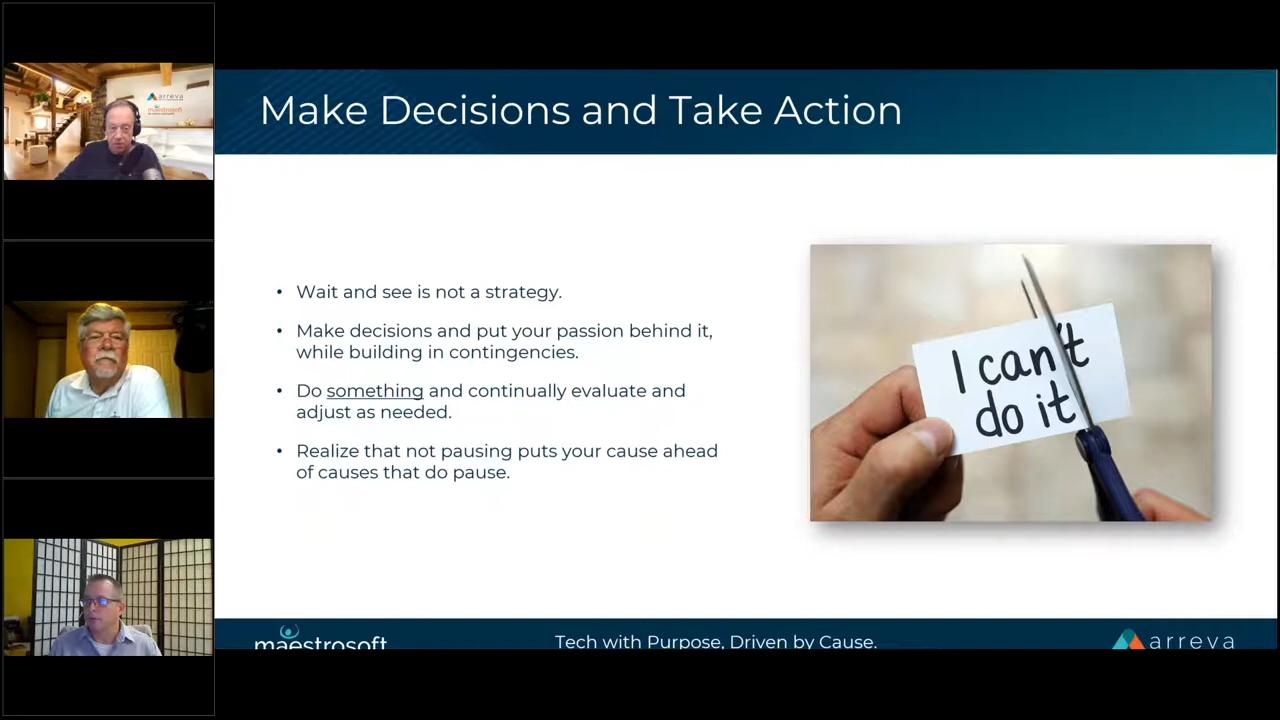 arreva
maestrosoft
Make Decisions and Take Action
• Wait and see is not a strategy.
• Make decisions and put your passion behind it,
while building in contingencies.
• Do something and continually evaluate and
adjust as needed.
• Realize that not pausing puts your cause ahead
of causes that do pause.
I can't
do it
maestrosoft
Tech with Purpose, Driven by Cause.
arreva